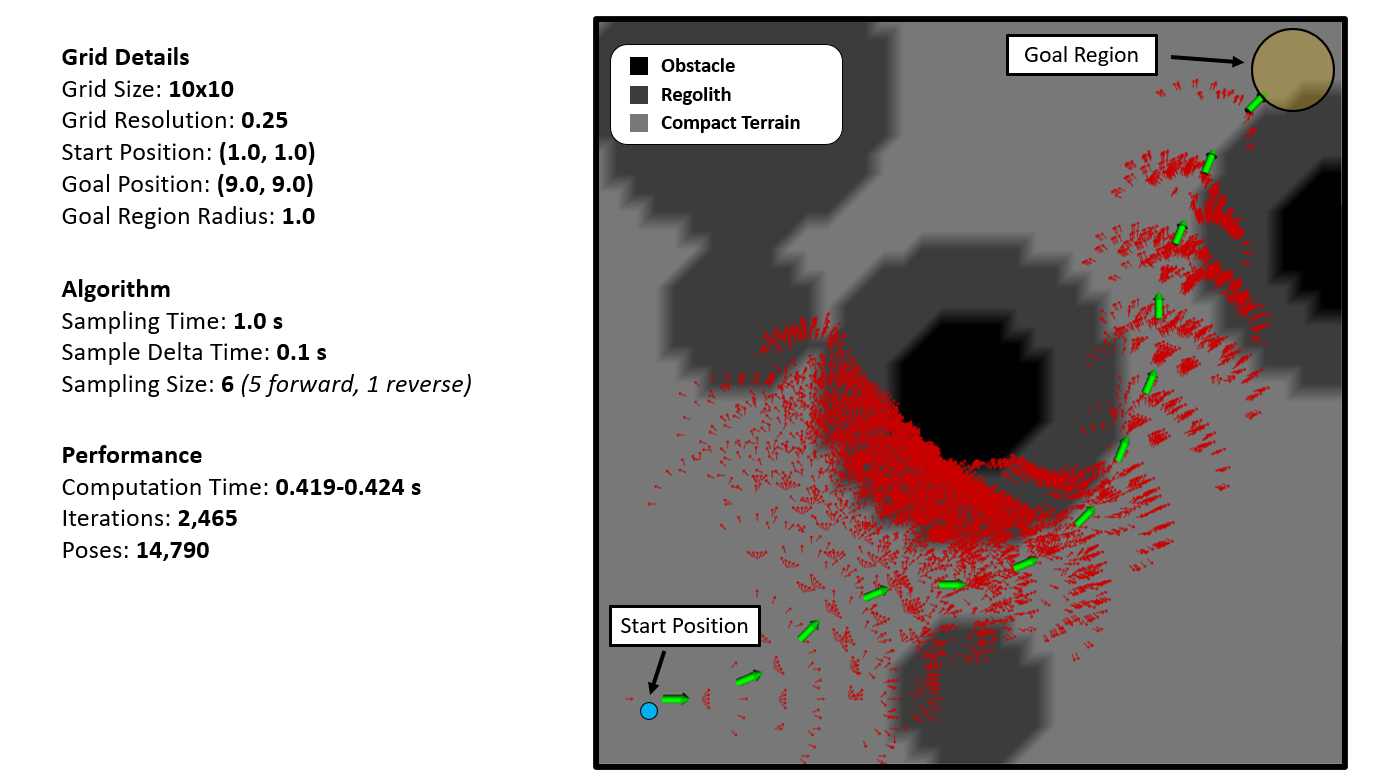 Grid Details
Grid Size: 10x10
Grid Resolution: 0.25
Start Position: (1.0, 1.0)
Goal Position: (9.0, 9.0)
Goal Region Radius: 1.0
Algorithm
Sampling Time: 1.0 s
Sample Delta Time: 0.1 s
Sampling Size: 6 (5 forward, 1 reverse)
Performance
Computation Time: 0.419-0.424 s
Iterations: 2,465
Poses: 14,790
Obstacle
Regolith
Compact Terrain
Goal Region
Start Position